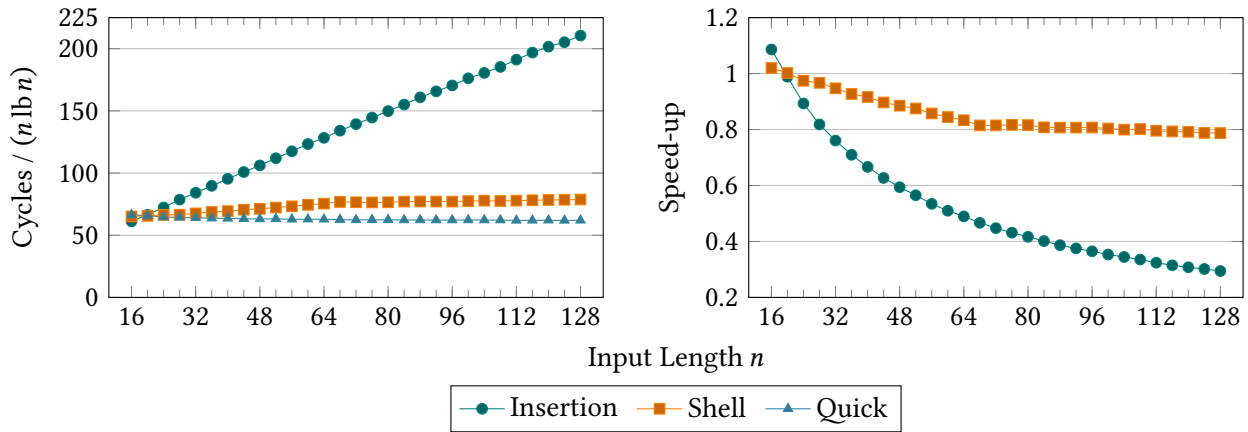 Cycles / (n lb n)
225
200
150
100
50
0
16 32 48 64 80 96 112 128
Speed-up
1.2
1
0.8
0.6
0.4
0.2
16 32 48 64 80 96 112 128
Input Length n
Insertion Shell Quick